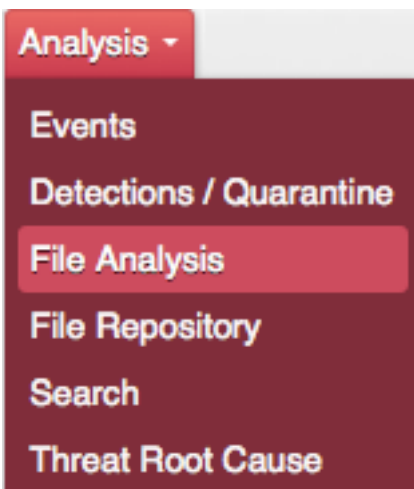 Analysis
Events
Detections / Quarantine
File Analysis
File Repository
Search
Threat Root Cause